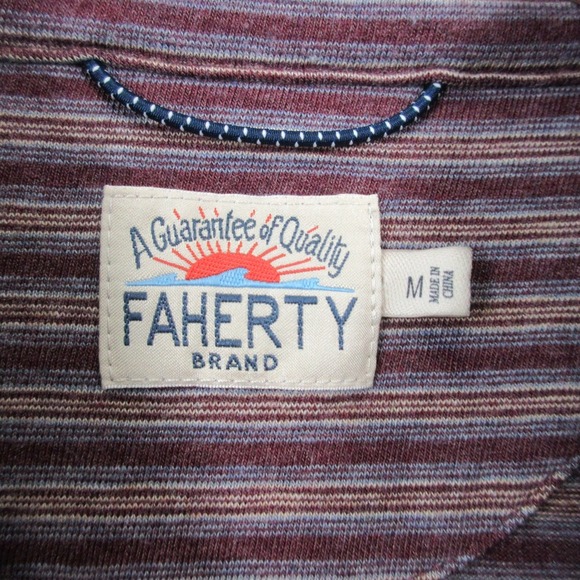 A Guarantee of Quality
FAHERTY
BRAND
M
MADE IN
CHINA